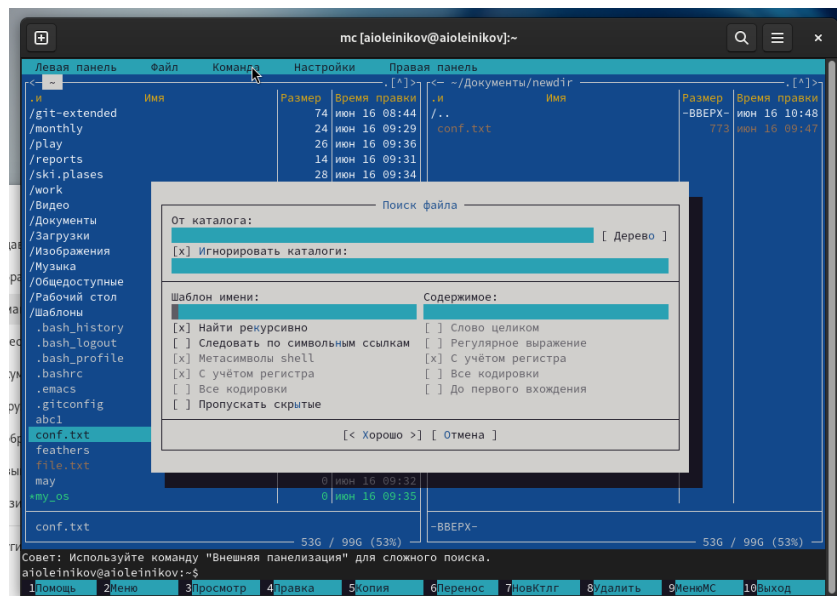 mc [aioleinikov@aioleinikov]:~
Левая панель Файл Команда Настройки Правая панель
<- ~ .[^]> <- ~/Документы/newdir .[^]>
.и Имя Размер Время правки .и Имя Размер Время правки
/git-extended 74 июн 16 08:44 /.. -ВВЕРХ- июн 16 10:48
/monthly 24 июн 16 09:29 conf.txt 773 июн 16 09:47
/play 26 июн 16 09:36
/reports 14 июн 16 09:31
/ski.plases 28 июн 16 09:34
/work
/Видео
/Документы
/Загрузки
/Изображения
/Музыка
/Общедоступные
/Рабочий стол
/Шаблоны
.bash_history
.bash_logout
.bash_profile
.bashrc
.emacs
.gitconfig
abc1
conf.txt
feathers
file.txt
may 0 июн 16 09:32
*my_os 0 июн 16 09:35
Поиск файла
От каталога:
[ Дерево ]
[x] Игнорировать каталоги:
Шаблон имени: Содержимое:
[x] Найти рекурсивно [ ] Слово целиком
[ ] Следовать по символьным ссылкам [ ] Регулярное выражение
[x] Метасимволы shell [x] С учётом регистра
[x] С учётом регистра [ ] Все кодировки
[ ] Все кодировки [ ] До первого вхождения
[ ] Пропускать скрытые
[< Хорошо >] [ Отмена ]
conf.txt -ВВЕРХ-
53G / 99G (53%) 53G / 99G (53%)
Совет: Используйте команду "Внешняя панелизация" для сложного поиска.
aioleinikov@aioleinikov:~$
1Помощь 2Меню 3Просмотр 4Правка 5Копия 6Перенос 7НовКтлг 8Удалить 9МенюMC 10Выход